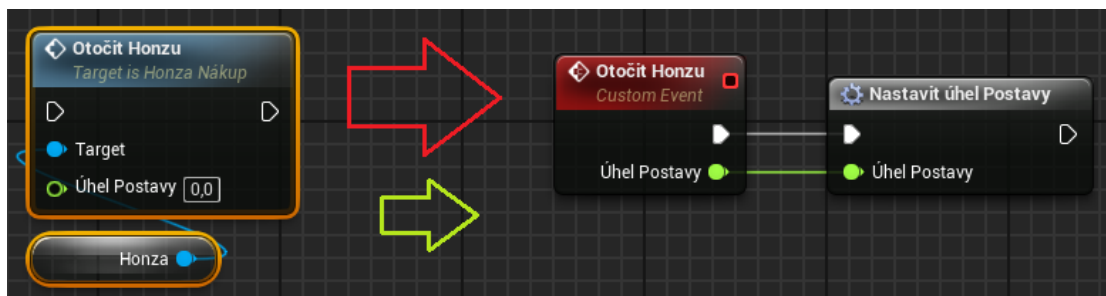 Otočit Honzu
Target is Honza Nákup
Target
Úhel Postavy 0,0
Honza
Otočit Honzu
Custom Event
Úhel Postavy
Nastavit úhel Postavy
Úhel Postavy